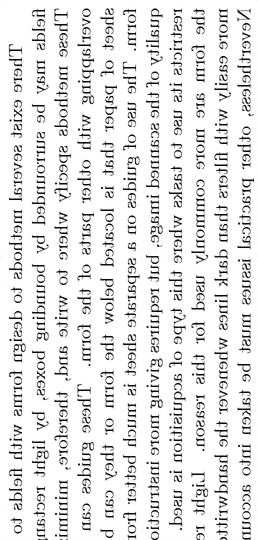 There exist several methods to design forms with fields to
fields may be surrounded by bounding boxes, by light rectang
These methods specify where to write and, therefore, minimi
overlapping with other parts of the form. These guides can
sheet of paper that is located below the form or they can b
form. The use of guides on a separate sheet is much better fr
quality of the scanned image, but requires giving more instructio
restricts its use to tasks where this type of acquisition is used.
the form are more commonly used for this reason. Light re
more easily with filters than dark lines whenever the handwritt
Nevertheless, other practical issues must be taken into accoun